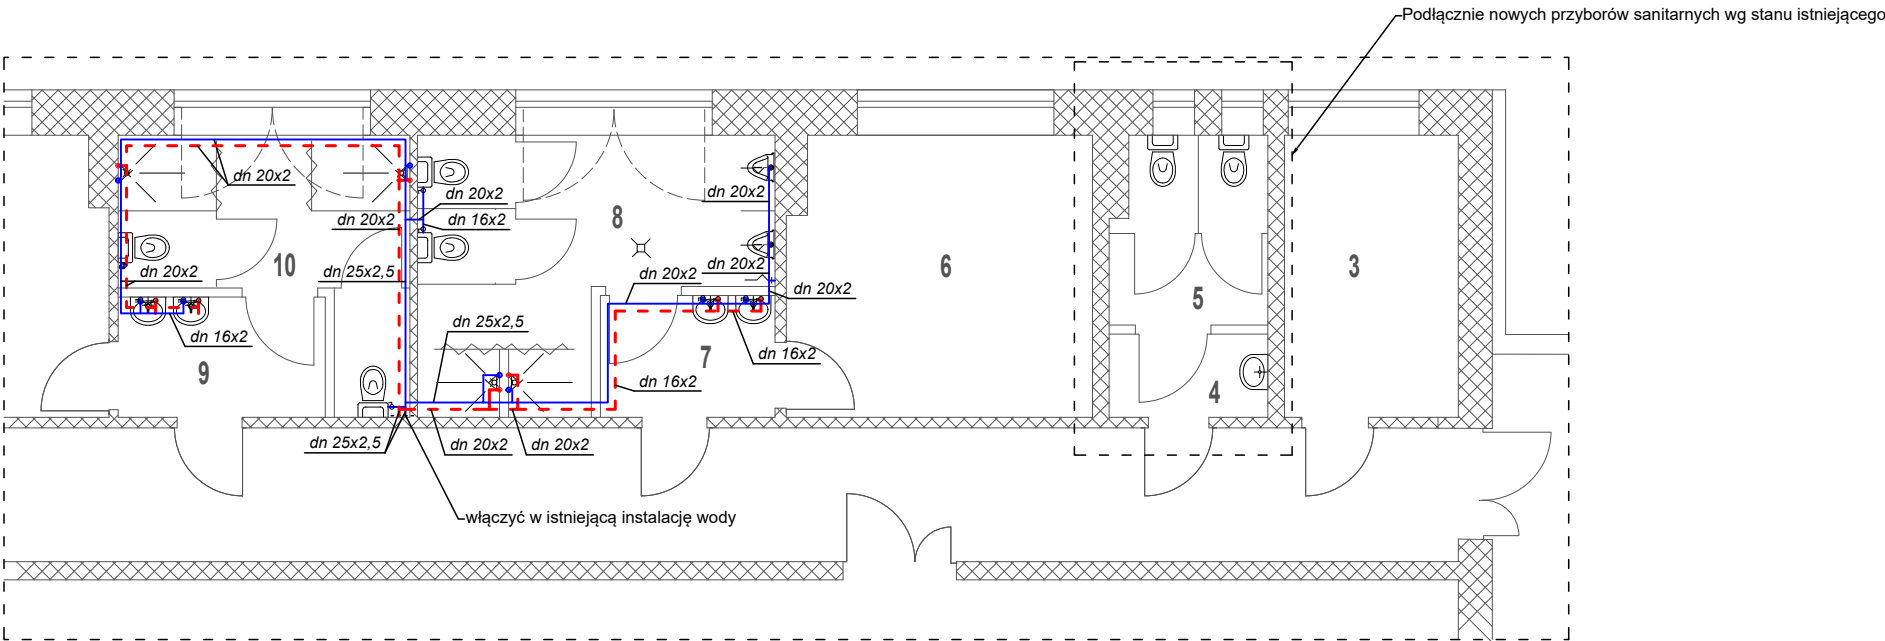 Podłącznie nowych przyborów sanitarnych wg stanu istniejącego
dn 20x2
dn 20x2
dn 20x2
dn 20x2
dn 16x2
8
10
6
3
dn 25x2,5
dn 20x2
dn 20x2
dn 20x2
dn 20x2
5
dn 16x2
dn 25x2,5
dn 16x2
7
9
dn 16x2
4
dn 25x2,5
dn 20x2
dn 20x2
włączyć w istniejącą instalację wody